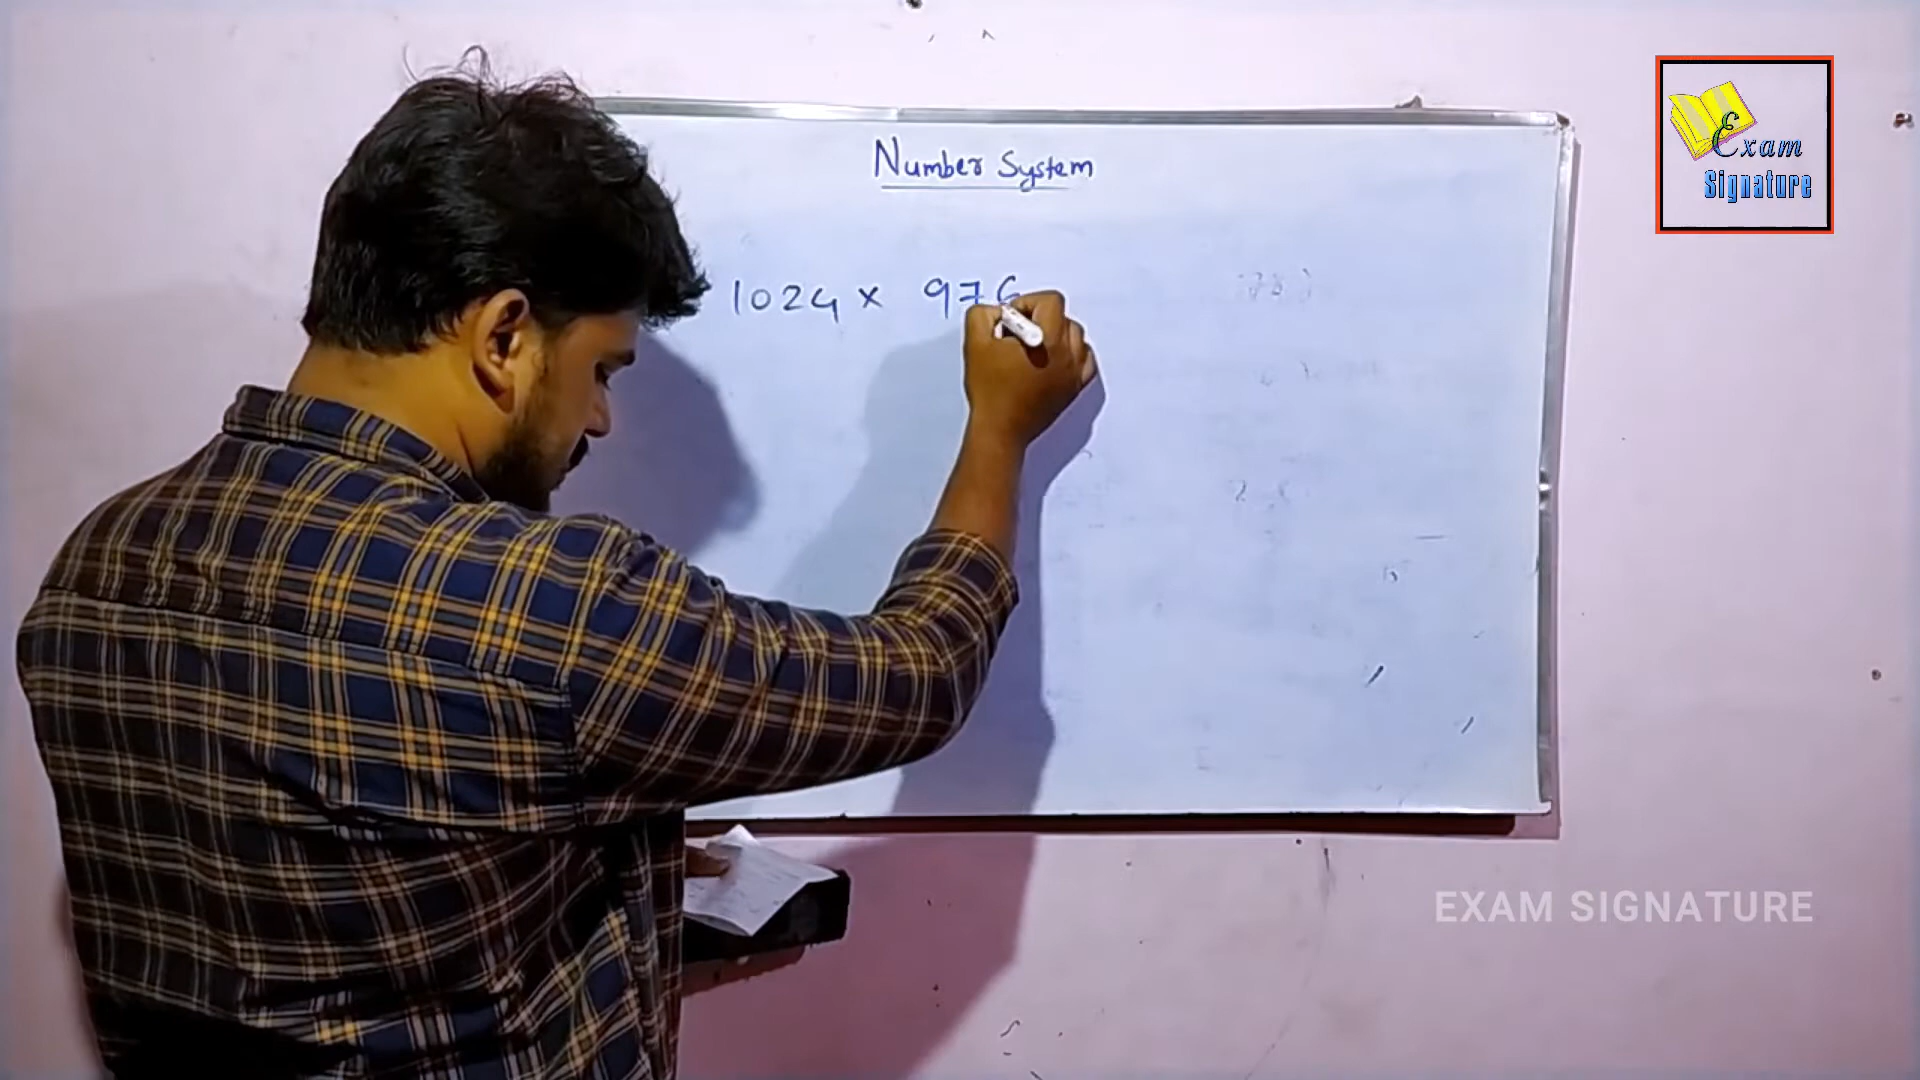 Number System
1024 × 976
Exam
Signature
EXAM SIGNATURE